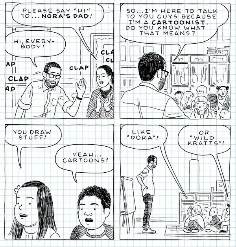 PLEASE SAY "HI"
TO... NORA'S DAD!
HI, EVERY-
BODY!
CLAP
CLAP
CLAP
AP
AP
SO... I'M HERE TO TALK
TO YOU GUYS BECAUSE
I'M A CARTOONIST.
DO YOU KNOW WHAT
THAT MEANS?
YOU DRAW
STUFF?
YEAH...
CARTOONS?
LIKE
"DORA"?
OR
"WILD
KRATTS"?